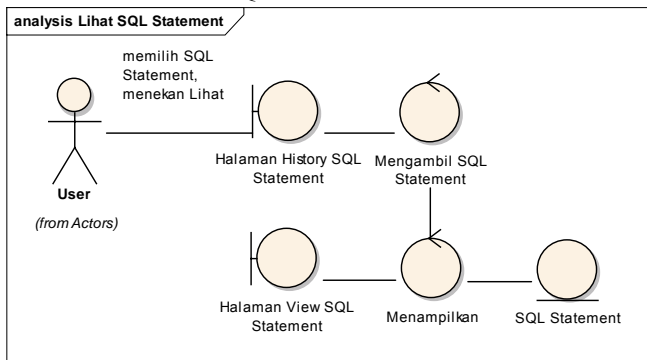 analysis Lihat SQL Statement
memilih SQL
Statement,
menekan Lihat
Halaman History SQL
Statement
Mengambil SQL
Statement
User
(from Actors)
Halaman View SQL
Statement
Menampilkan
SQL Statement